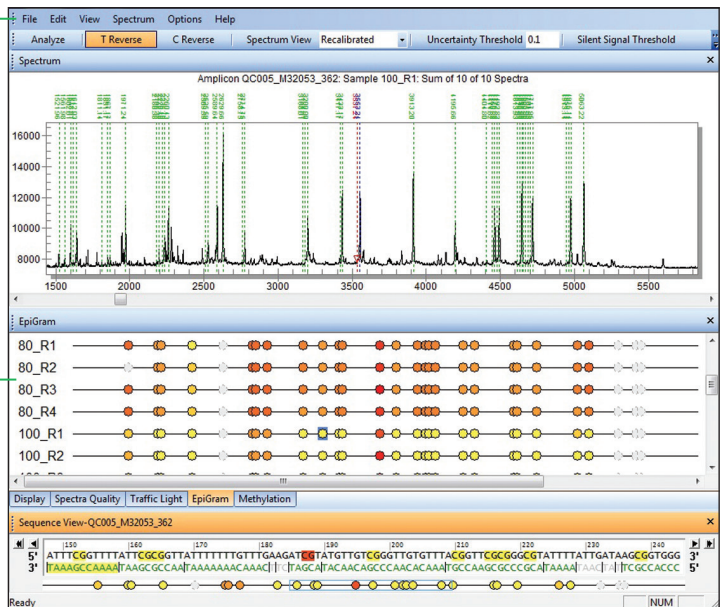 File Edit View Spectrum Options Help
Analyze T Reverse C Reverse Spectrum View Recalibrated Uncertainty Threshold 0.1 Silent Signal Threshold
Spectrum
Amplicon QC005_M32053_362: Sample 100_R1: Sum of 10 of 10 Spectra
16000
14000
12000
10000
8000
1500 2000 2500 3000 3500 4000 4500 5000 5500
EpiGram
80_R1
80_R2
80_R3
80_R4
100_R1
100_R2
Display Spectra Quality Traffic Light EpiGram Methylation
Sequence View-QC005_M32053_362
150 160 170 180 190 200 210 220 230 240
5' ATTTCGGTTTTATTCGCGGTTATTTTTTTGTTTGAAGATCGTATGTTGTCGGGTTGTGTTTACGGTTCGCGGGCGTATTTTATTGATAAGCGGTGGG 3'
3' TAAAGCCAAAATAAGCGCCAATAAAAAAACAAACTTCTAGCATACAACAGCCCAACACAAATGCCAAGCGCCCGCATAAAATAACTATTCGCCACCC 5'
Ready NUM